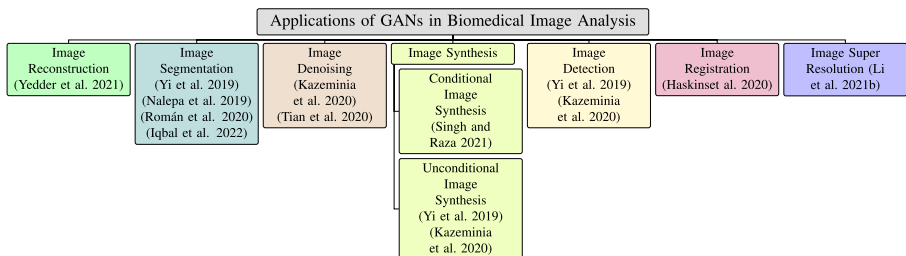 Applications of GANs in Biomedical Image Analysis
Image
Reconstruction
(Yedder et al. 2021)
Image
Segmentation
(Yi et al. 2019)
(Nalepa et al. 2019)
(Román et al. 2020)
(Iqbal et al. 2022)
Image
Denoising
(Kazeminia
et al. 2020)
(Tian et al. 2020)
Image Synthesis
Conditional
Image
Synthesis
(Singh and
Raza 2021)
Unconditional
Image
Synthesis
(Yi et al. 2019)
(Kazeminia
et al. 2020)
Image
Detection
(Yi et al. 2019)
(Kazeminia
et al. 2020)
Image
Registration
(Haskinset al. 2020)
Image Super
Resolution (Li
et al. 2021b)